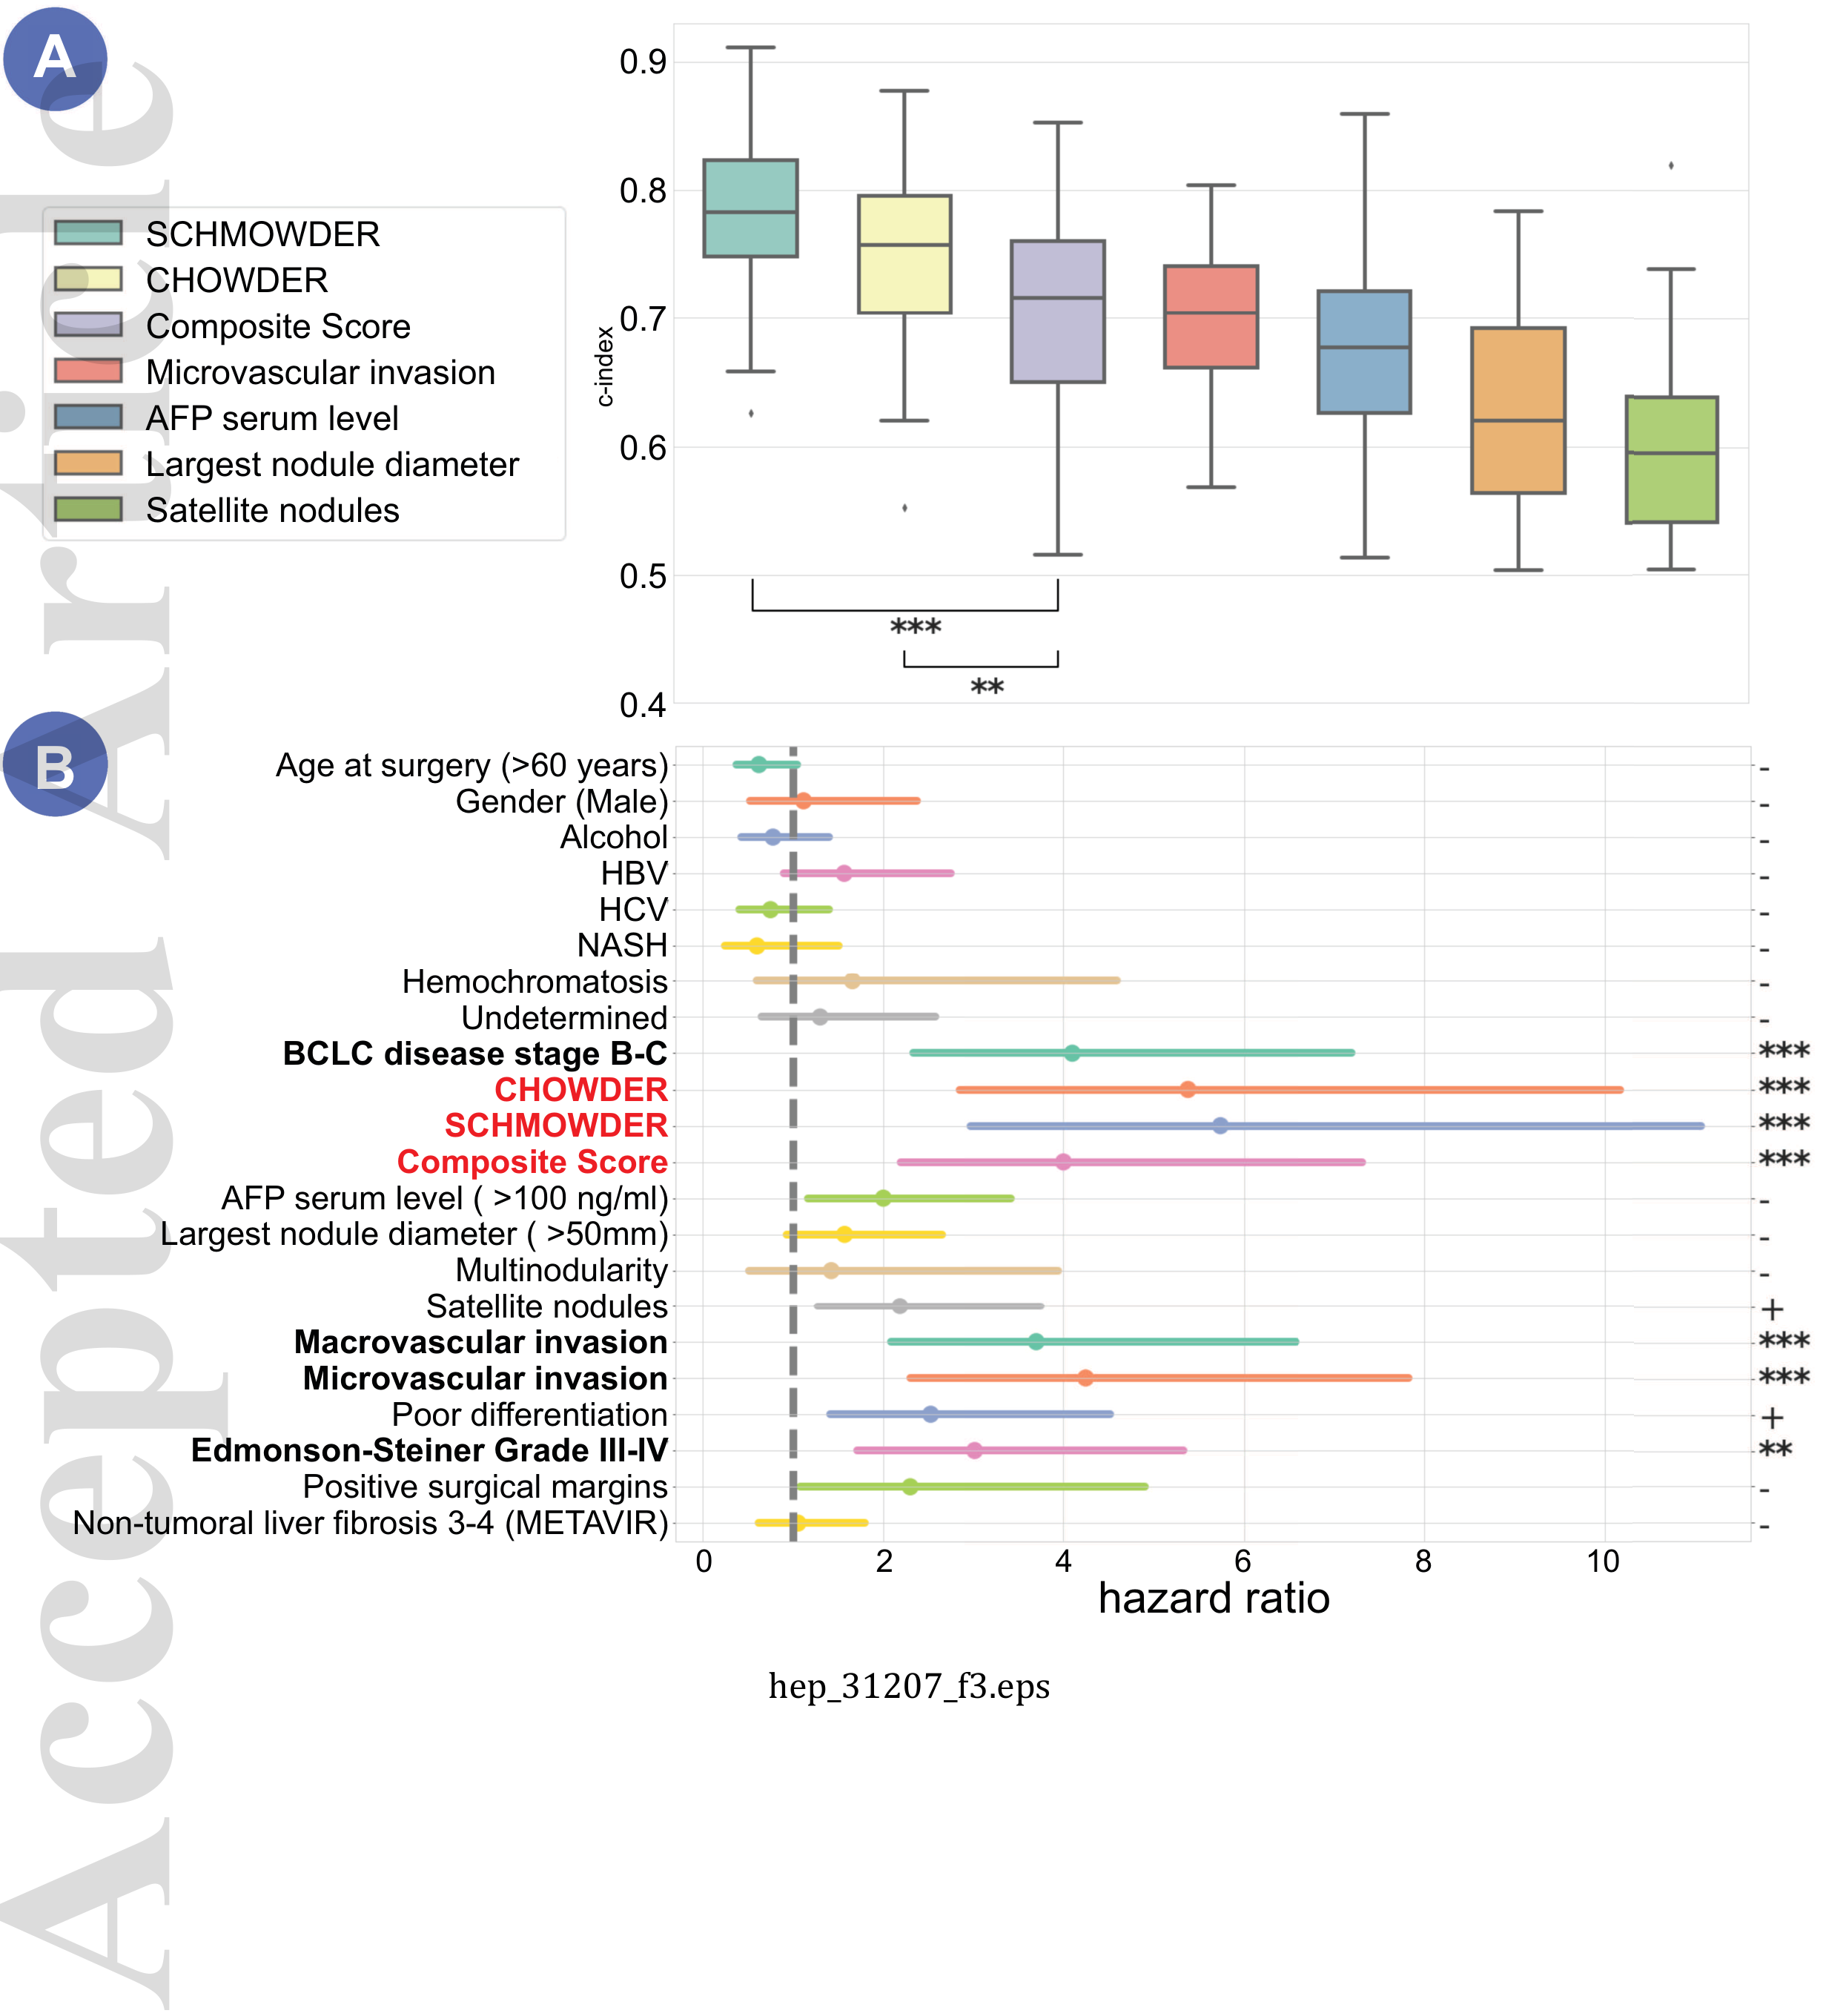 Accepted Article
A
0.9
0.8
0.7
0.6
0.5
0.4
c-index
SCHMOWDER
CHOWDER
Composite Score
Microvascular invasion
AFP serum level
Largest nodule diameter
Satellite nodules
***
**
B
Age at surgery (>60 years) -
Gender (Male) -
Alcohol -
HBV -
HCV -
NASH -
Hemochromatosis -
Undetermined -
BCLC disease stage B-C ***
CHOWDER ***
SCHMOWDER ***
Composite Score ***
AFP serum level ( >100 ng/ml) -
Largest nodule diameter ( >50mm) -
Multinodularity -
Satellite nodules +
Macrovascular invasion ***
Microvascular invasion ***
Poor differentiation +
Edmonson-Steiner Grade III-IV **
Positive surgical margins -
Non-tumoral liver fibrosis 3-4 (METAVIR) -
0 2 4 6 8 10
hazard ratio
hep_31207_f3.eps